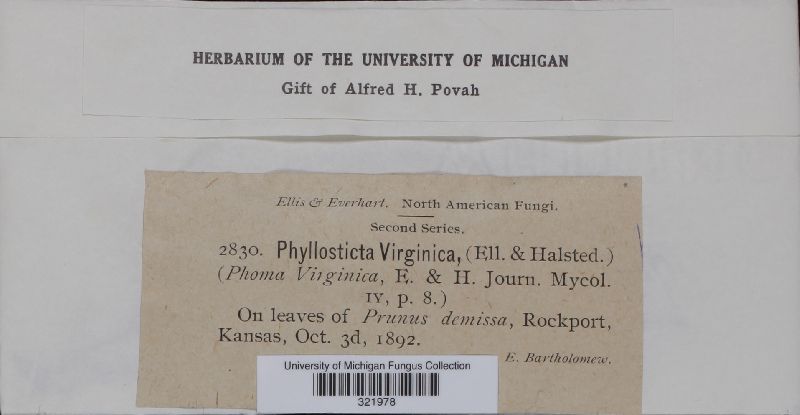 HERBARIUM OF THE UNIVERSITY OF MICHIGAN
Gift of Alfred H. Povah
Ellis & Everhart. North American Fungi.
Second Series.
2830. Phyllosticta Virginica, (Ell. & Halsted.)
(Phoma Virginica, E. & H. Journ. Mycol.
IV, p. 8.)
On leaves of Prunus demissa, Rockport,
Kansas, Oct. 3d, 1892.
E. Bartholomew.
University of Michigan Fungus Collection
321978